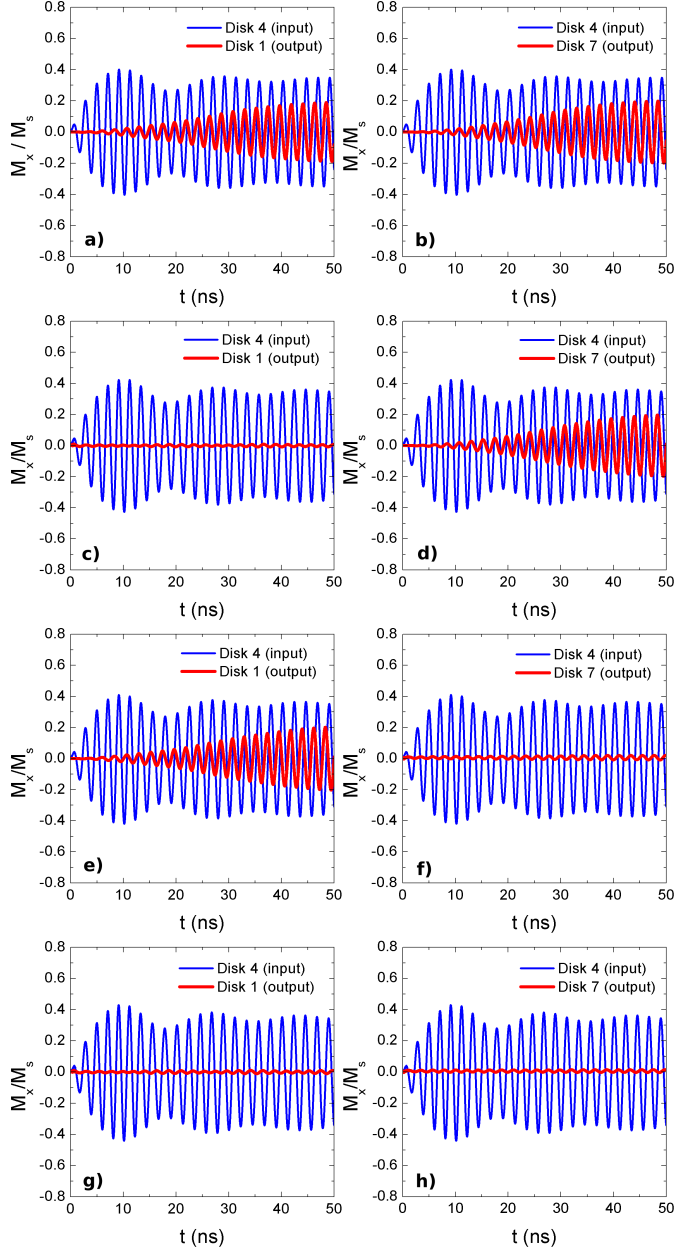 0.8
0.6
0.4
0.2
0.0
-0.2
-0.4
-0.6
-0.8
M_x / M_s
Disk 4 (input)
Disk 1 (output)
a)
0 10 20 30 40 50
t (ns)
0.8
0.6
0.4
0.2
0.0
-0.2
-0.4
-0.6
-0.8
M_x/M_s
Disk 4 (input)
Disk 7 (output)
b)
0 10 20 30 40 50
t (ns)
0.8
0.6
0.4
0.2
0.0
-0.2
-0.4
-0.6
-0.8
M_x/M_s
Disk 4 (input)
Disk 1 (output)
c)
0 10 20 30 40 50
t (ns)
0.8
0.6
0.4
0.2
0.0
-0.2
-0.4
-0.6
-0.8
M_x/M_s
Disk 4 (input)
Disk 7 (output)
d)
0 10 20 30 40 50
t (ns)
0.8
0.6
0.4
0.2
0.0
-0.2
-0.4
-0.6
-0.8
M_x/M_s
Disk 4 (input)
Disk 1 (output)
e)
0 10 20 30 40 50
t (ns)
0.8
0.6
0.4
0.2
0.0
-0.2
-0.4
-0.6
-0.8
M_x/M_s
Disk 4 (input)
Disk 7 (output)
f)
0 10 20 30 40 50
t (ns)
0.8
0.6
0.4
0.2
0.0
-0.2
-0.4
-0.6
-0.8
M_x/M_s
Disk 4 (input)
Disk 1 (output)
g)
0 10 20 30 40 50
t (ns)
0.8
0.6
0.4
0.2
0.0
-0.2
-0.4
-0.6
-0.8
M_x/M_s
Disk 4 (input)
Disk 7 (output)
h)
0 10 20 30 40 50
t (ns)